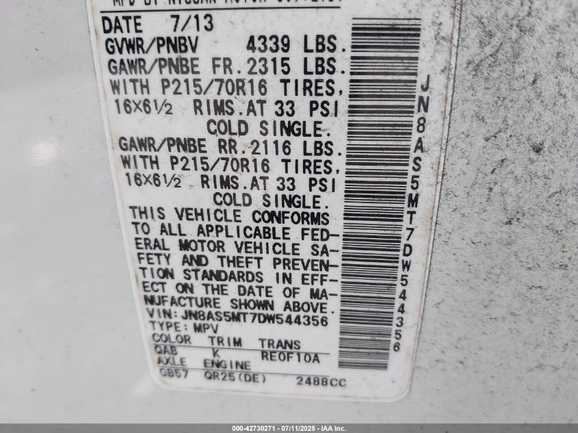 DATE 7/13
GVWR/PNBV 4339 LBS.
GAWR/PNBE FR. 2315 LBS.
WITH P215/70R16 TIRES,
16X6½ RIMS.AT 33 PSI
COLD SINGLE.
GAWR/PNBE RR. 2116 LBS.
WITH P215/70R16 TIRES,
16X6½ RIMS.AT 33 PSI
COLD SINGLE.
THIS VEHICLE CONFORMS
TO ALL APPLICABLE FED-
ERAL MOTOR VEHICLE SA-
FETY AND THEFT PREVEN-
TION STANDARDS IN EFF-
ECT ON THE DATE OF MA-
NUFACTURE SHOWN ABOVE.
VIN: JN8AS5MT7DW544356
TYPE: MPV
COLOR TRIM TRANS
QAB K RE0F10A
AXLE ENGINE
GB57 QR25(DE) 2488CC
JN8AS5MT7DW544356
000-42730271 - 07/11/2025 - IAAI.COM